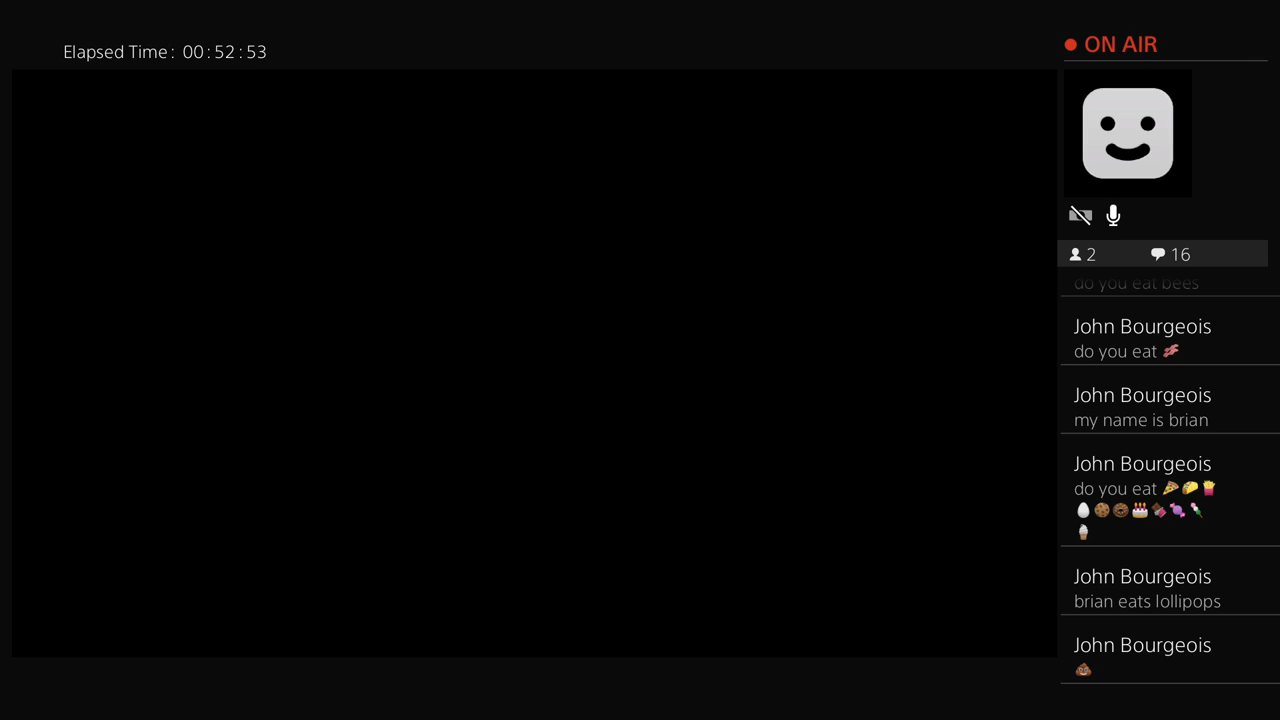 Elapsed Time: 00:52:53
ON AIR
2
16
do you eat bees
John Bourgeois
do you eat 🥓
John Bourgeois
my name is brian
John Bourgeois
do you eat 🍕🌮🍟
🥚🍪🍩🎂🍫🍬🍡
🍦
John Bourgeois
brian eats lollipops
John Bourgeois
💩